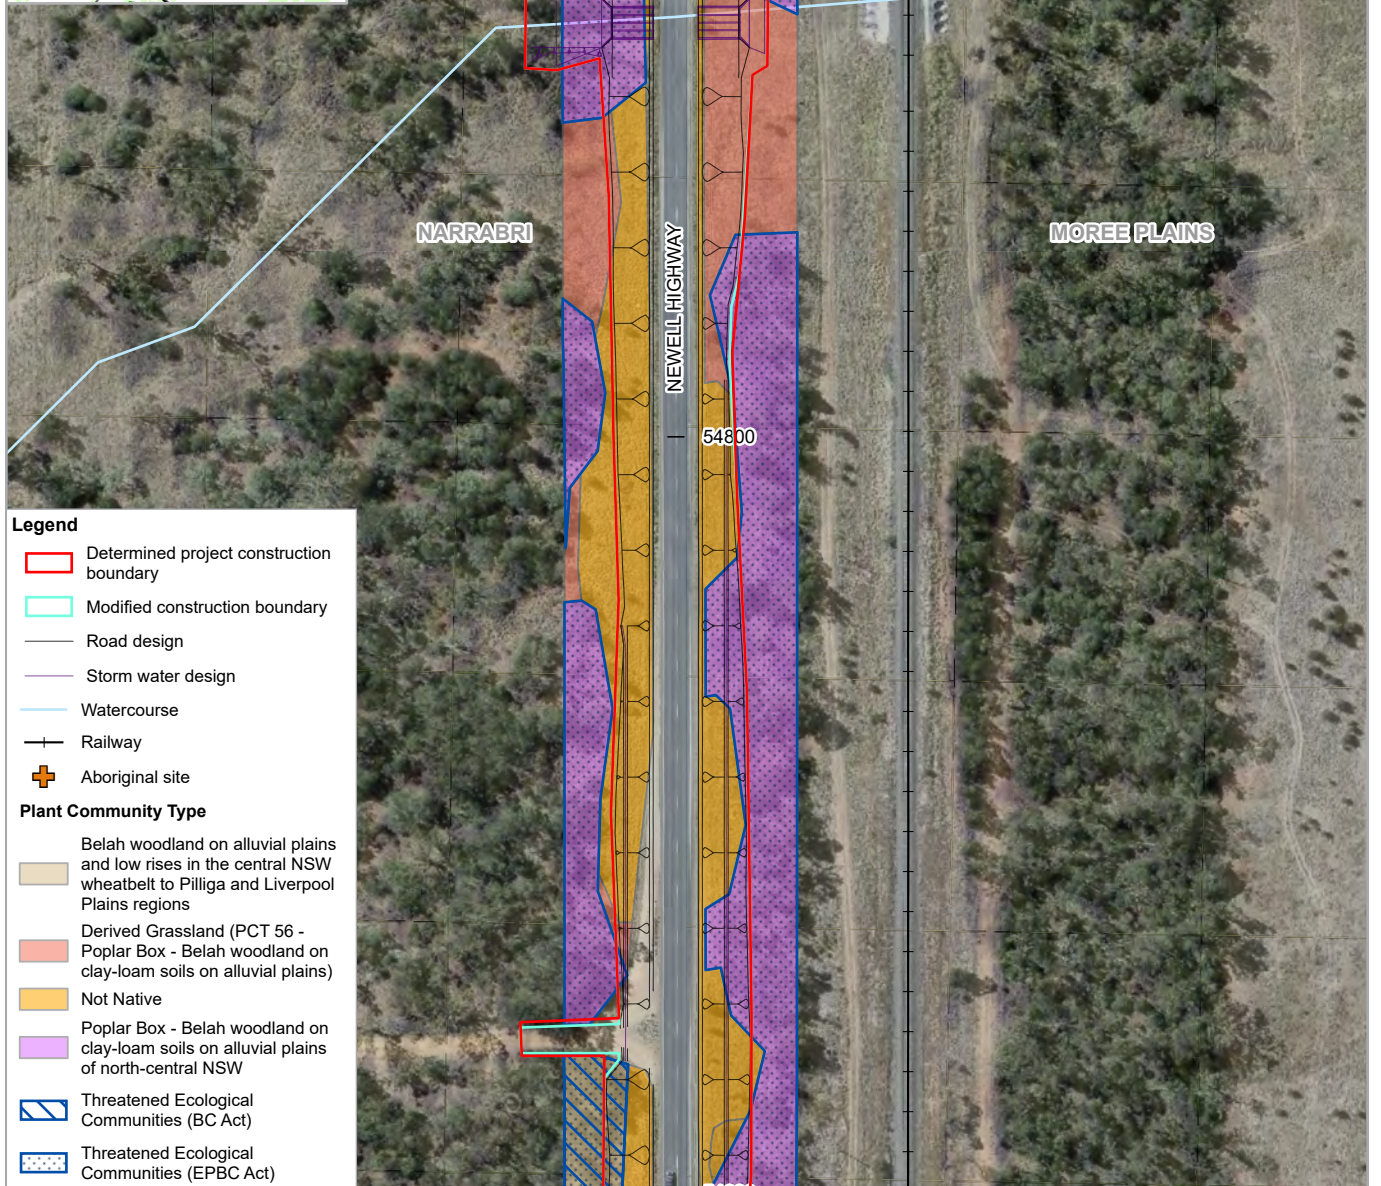 NARRABRI
MOREE PLAINS
NEWELL HIGHWAY
54800
Legend
Determined project construction
boundary
Modified construction boundary
Road design
Storm water design
Watercourse
Railway
Aboriginal site
Plant Community Type
Belah woodland on alluvial plains
and low rises in the central NSW
wheatbelt to Pilliga and Liverpool
Plains regions
Derived Grassland (PCT 56 -
Poplar Box - Belah woodland on
clay-loam soils on alluvial plains)
Not Native
Poplar Box - Belah woodland on
clay-loam soils on alluvial plains
of north-central NSW
Threatened Ecological
Communities (BC Act)
Threatened Ecological
Communities (EPBC Act)